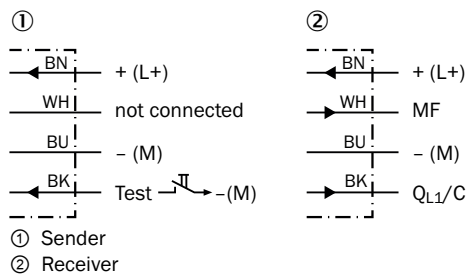 ① ②
BN + (L+) BN + (L+)
WH not connected WH MF
BU – (M) BU – (M)
BK Test –(M) BK QL1/C
① Sender
② Receiver